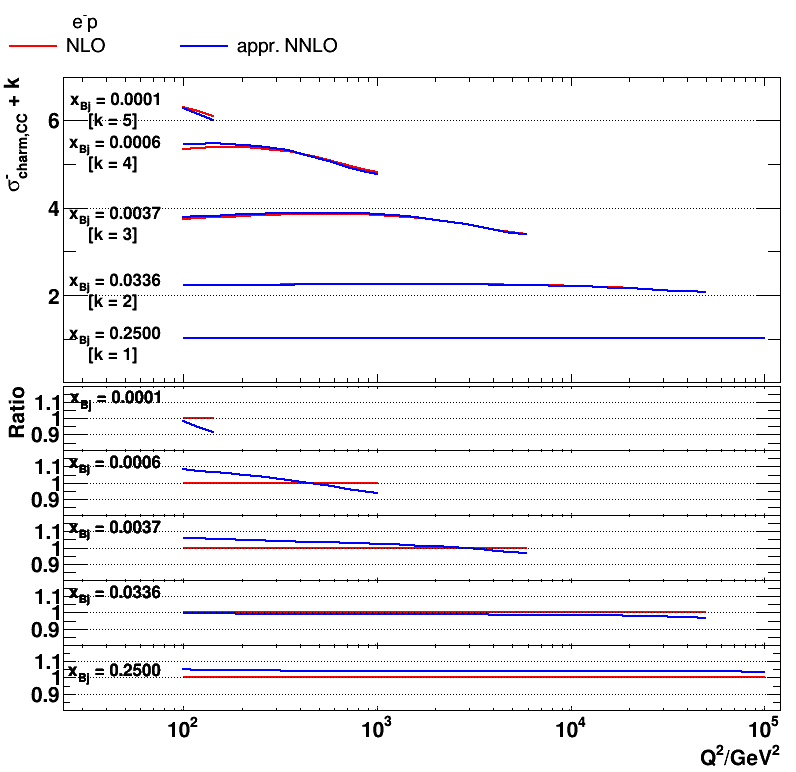 e⁻p
NLO
appr. NNLO
σ⁻charm,CC + k
6
4
2
xBj = 0.0001
[k = 5]
xBj = 0.0006
[k = 4]
xBj = 0.0037
[k = 3]
xBj = 0.0336
[k = 2]
xBj = 0.2500
[k = 1]
Ratio
1.1
1
0.9
xBj = 0.0001
1.1
1
0.9
xBj = 0.0006
1.1
1
0.9
xBj = 0.0037
1.1
1
0.9
xBj = 0.0336
1.1
1
0.9
xBj = 0.2500
10² 10³ 10⁴ 10⁵
Q²/GeV²